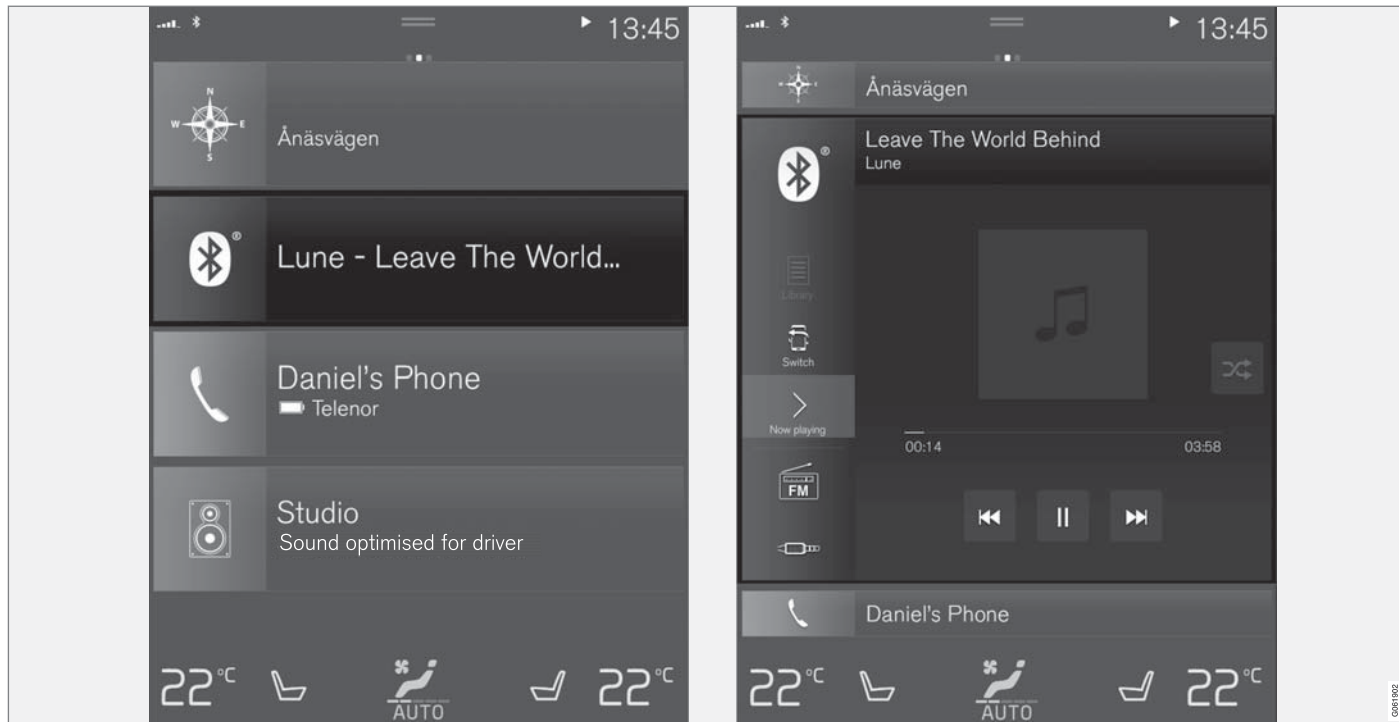 13:45
N
W E
S
Ånäsvägen
®
Lune - Leave The World...
Daniel's Phone
Telenor
Studio
Sound optimised for driver
22°C
AUTO
22°C
13:45
N
E
Ånäsvägen
®
Leave The World Behind
Lune
Library
Switch
Now playing
00:14
03:58
FM
Daniel's Phone
22°C
AUTO
22°C
G061902